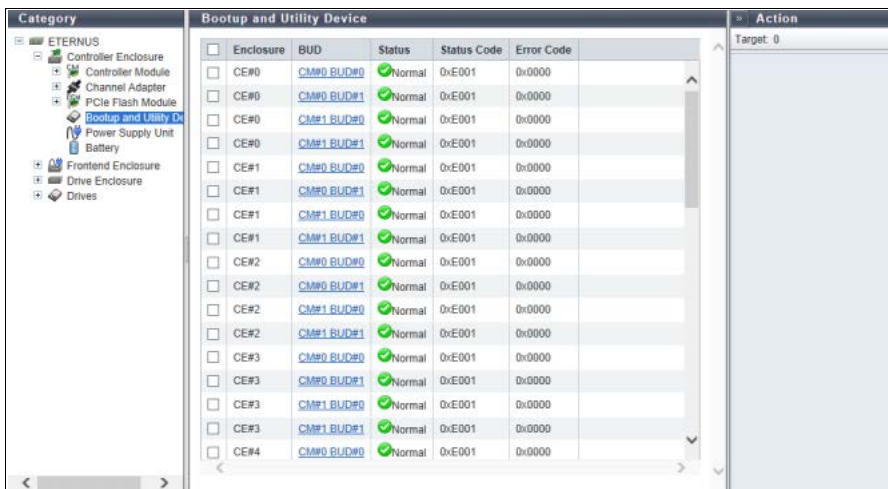 Category
ETERNUS
Controller Enclosure
Controller Module
Channel Adapter
PCIe Flash Module
Bootup and Utility De
Power Supply Unit
Battery
Frontend Enclosure
Drive Enclosure
Drives
Bootup and Utility Device
Enclosure BUD Status Status Code Error Code
CE#0 CM#0 BUD#0 Normal 0xE001 0x0000
CE#0 CM#0 BUD#1 Normal 0xE001 0x0000
CE#0 CM#1 BUD#0 Normal 0xE001 0x0000
CE#0 CM#1 BUD#1 Normal 0xE001 0x0000
CE#1 CM#0 BUD#0 Normal 0xE001 0x0000
CE#1 CM#0 BUD#1 Normal 0xE001 0x0000
CE#1 CM#1 BUD#0 Normal 0xE001 0x0000
CE#1 CM#1 BUD#1 Normal 0xE001 0x0000
CE#2 CM#0 BUD#0 Normal 0xE001 0x0000
CE#2 CM#0 BUD#1 Normal 0xE001 0x0000
CE#2 CM#1 BUD#0 Normal 0xE001 0x0000
CE#2 CM#1 BUD#1 Normal 0xE001 0x0000
CE#3 CM#0 BUD#0 Normal 0xE001 0x0000
CE#3 CM#0 BUD#1 Normal 0xE001 0x0000
CE#3 CM#1 BUD#0 Normal 0xE001 0x0000
CE#3 CM#1 BUD#1 Normal 0xE001 0x0000
CE#4 CM#0 BUD#0 Normal 0xE001 0x0000
» Action
Target: 0